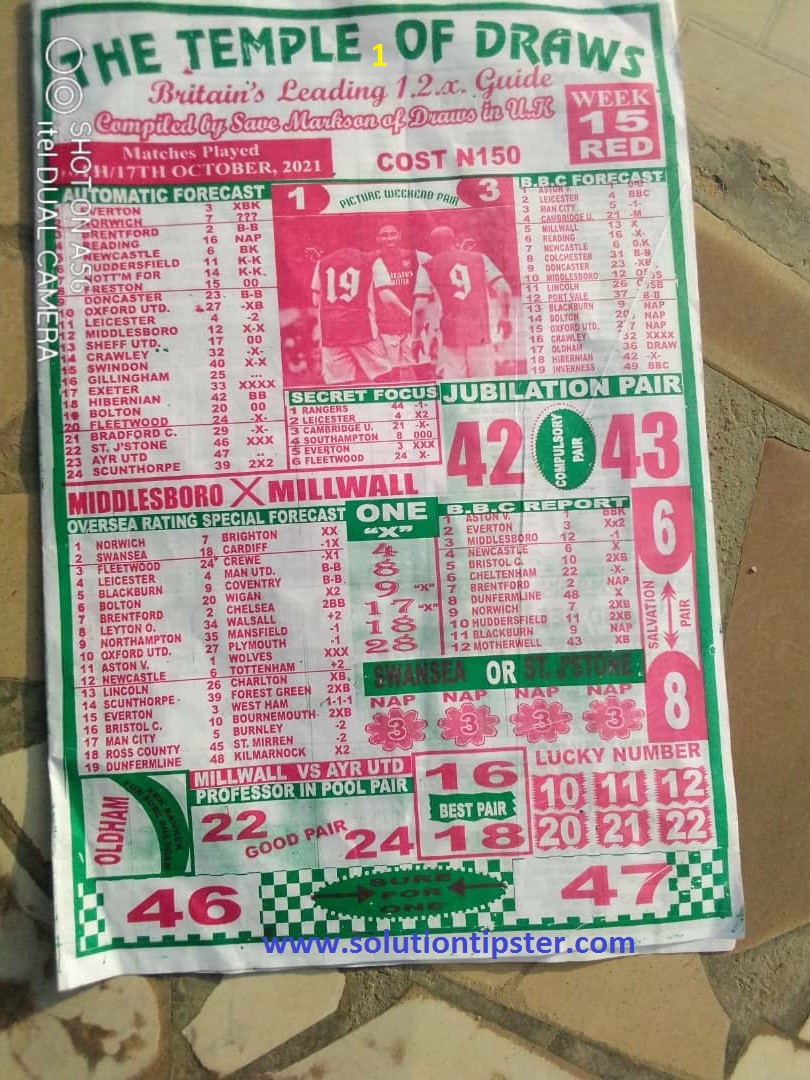 THE TEMPLE OF DRAWS
1
Britain's Leading 1.2.x. Guide
Compiled by Save Markson of Draws in U.K
WEEK
15
RED
Matches Played
H/17TH OCTOBER, 2021
COST N150
SHOT ON A56
itel DUAL CAMERA
AUTOMATIC FORECAST
EVERTON 3 XBK
NORWICH 7 ???
BRENTFORD 2 B-B
READING 16 NAP
NEWCASTLE 6 BK
HUDDERSFIELD 11 K-K
NOTT'M FOR 14 K-K
PRESTON 15 00
9 DONCASTER 23 B-B
10 OXFORD UTD. 27 -XB
11 LEICESTER 4 -2
12 MIDDLESBORO 12 X-X
13 SHEFF UTD. 17 00
14 CRAWLEY 32 -X-
15 SWINDON 40 X-X
16 GILLINGHAM 25 ...
17 EXETER 33 XXXX
18 HIBERNIAN 42 BB
19 BOLTON 20 00
20 FLEETWOOD 24 -X-
21 BRADFORD C. 29 -X-
22 ST. J'STONE 46 XXX
23 AYR UTD 47 ..
24 SCUNTHORPE 39 2X2
1 PICTURE WEEKEND PAIR 3
19
Emirates
9
B.B.C FORECAST
1 ASTON V. 1
2 LEICESTER 4 BBC
3 MAN CITY 5 -1-
4 CAMBRIDGE U. 21 -M
5 MILLWALL 13 X
6 READING 16 -X-
7 NEWCASTLE 6 0.K
8 COLCHESTER 31 B-B
9 DONCASTER 23
10 MIDDLESBORO 12
11 LINCOLN 26
12 PORT VALE 37 B-B
13 BLACKBURN 9 NAP
14 BOLTON 20 NAP
15 OXFORD UTD. 27 NAP
16 CRAWLEY 32 XXXX
17 OLDHAM 36 DRAW
18 HIBERNIAN 42 -X-
19 INVERNESS 49 BBC
SECRET FOCUS
1 RANGERS 44 -1-
2 LEICESTER 4 X2
3 CAMBRIDGE U. 21 -X-
4 SOUTHAMPTON 8 000
5 EVERTON 3 XXX
6 FLEETWOOD 24 X-
JUBILATION PAIR
42 COMPULSORY PAIR 43
MIDDLESBORO X MILLWALL
OVERSEA RATING SPECIAL FORECAST
1 NORWICH 7 BRIGHTON XX
2 SWANSEA 18 CARDIFF -1X
3 FLEETWOOD 24 CREWE -X1
4 LEICESTER 4 MAN UTD. B-B
5 BLACKBURN 9 COVENTRY B-B
6 BOLTON 20 WIGAN X2
7 BRENTFORD 2 CHELSEA 2BB
8 LEYTON O. 34 WALSALL +2
9 NORTHAMPTON 35 MANSFIELD -1
10 OXFORD UTD. 27 PLYMOUTH -1
11 ASTON V. 1 WOLVES XXX
12 NEWCASTLE 6 TOTTENHAM +2
13 LINCOLN 26 CHARLTON XB
14 SCUNTHORPE 39 FOREST GREEN 2XB
15 EVERTON 3 WEST HAM 1-1-1
16 BRISTOL C. 10 BOURNEMOUTH 2XB
17 MAN CITY 5 BURNLEY -2
18 ROSS COUNTY 45 ST. MIRREN -2
19 DUNFERMLINE 48 KILMARNOCK X2
ONE
"X"
4
8
9 "X"
17 "X"
18
28
B.B.C REPORT
1 ASTON V. 1 BBK
2 EVERTON 3 Xx2
3 MIDDLESBORO 12 -1
4 NEWCASTLE 6 X
5 BRISTOL C. 10 2XB
6 CHELTENHAM 22 -X-
7 BRENTFORD 2 NAP
8 DUNFERMLINE 48 X
9 NORWICH 7 2XB
10 HUDDERSFIELD 11 2XB
11 BLACKBURN 9 NAP
12 MOTHERWELL 43 XB
6
SALVATION PAIR
8
SWANSEA OR ST. J'STONE
NAP NAP NAP NAP
3 3 3 3
OLDHAM
MILLWALL VS AYR UTD
PROFESSOR IN POOL PAIR
22 GOOD PAIR 24
16
BEST PAIR
18
LUCKY NUMBER
10 11 12
20 21 22
46 SURE FOR ONE 47
www.solutiontipster.com